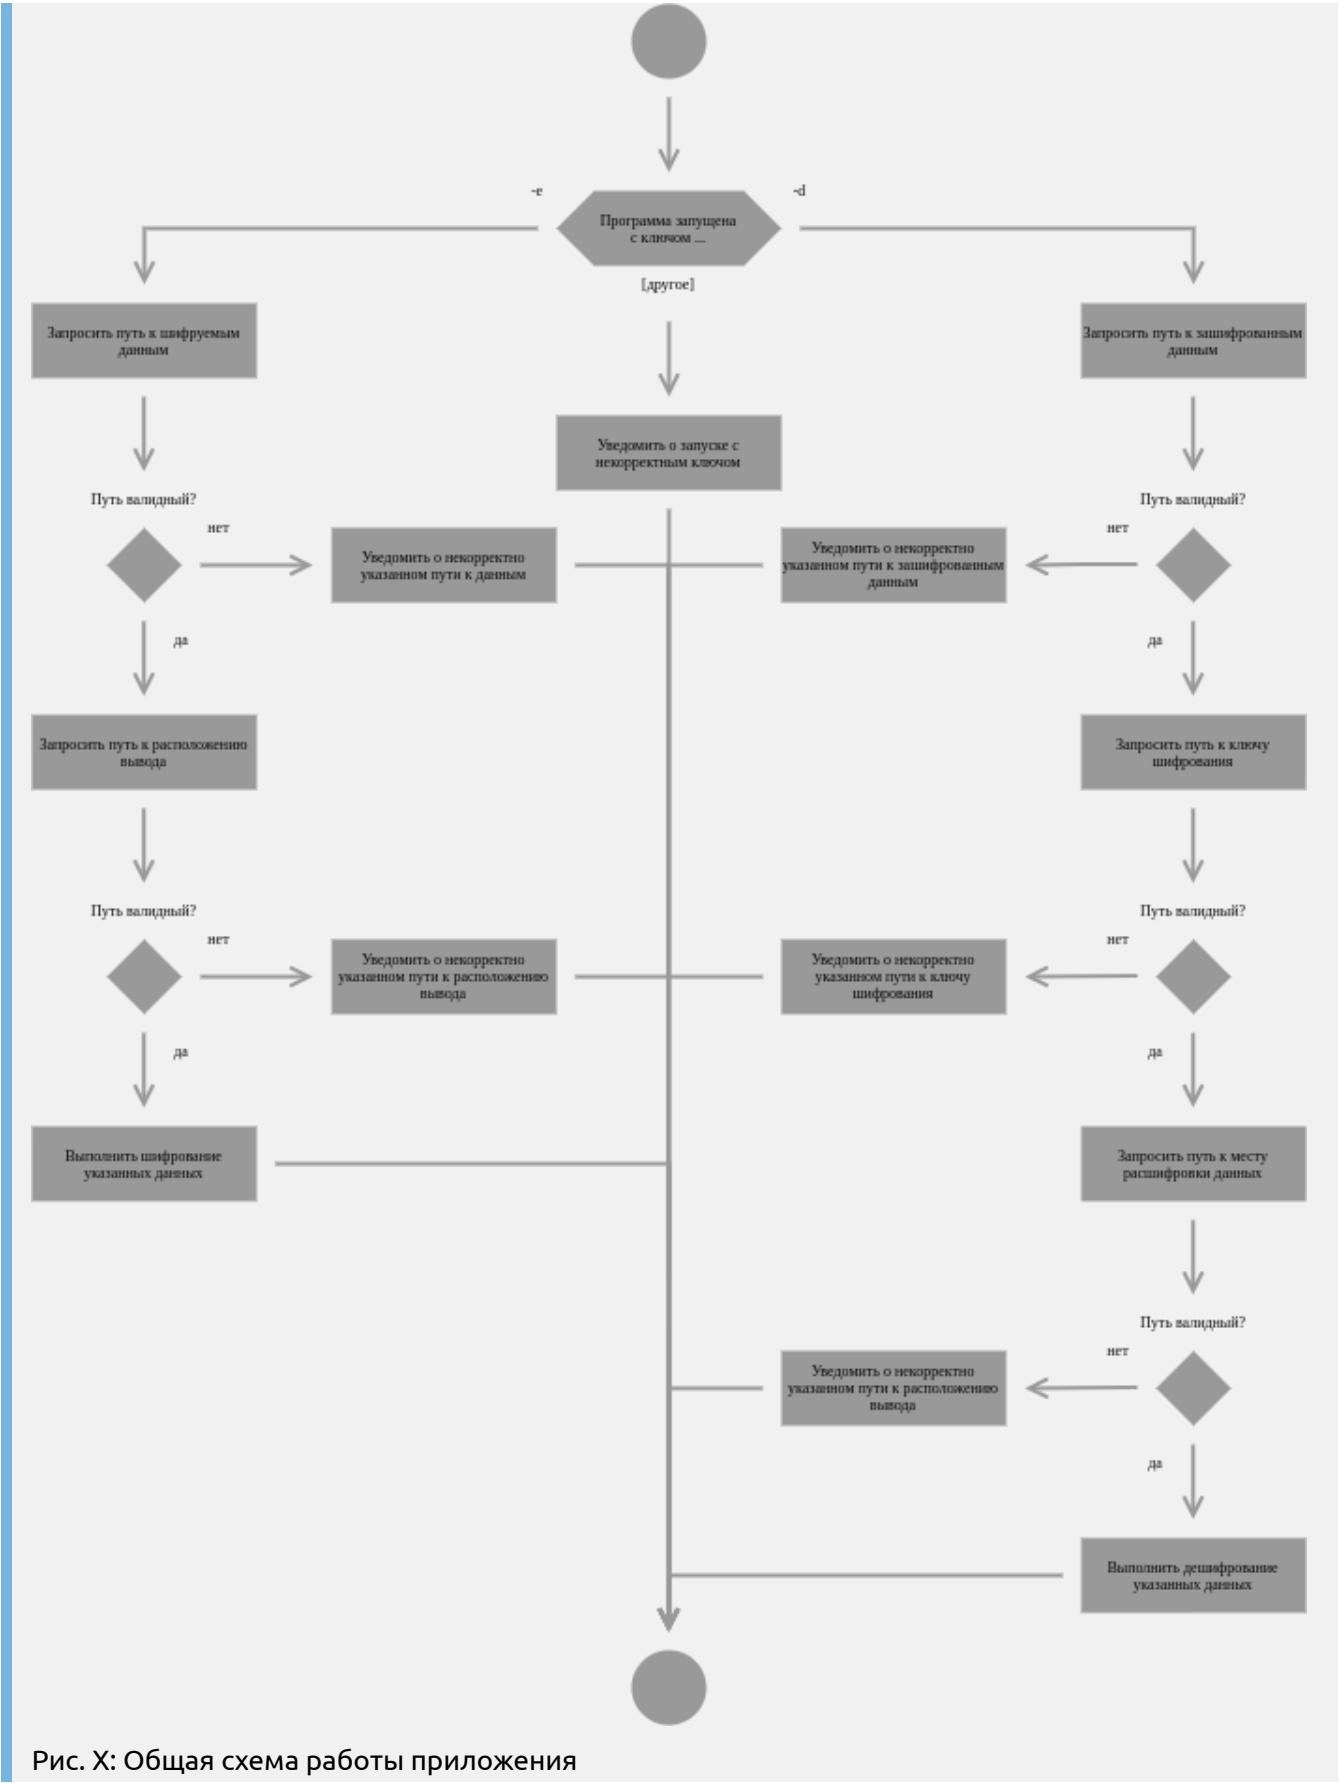 -e
-d
Программа запущена
с ключом ...
[другое]
Запросить путь к шифруемым
данным
Запросить путь к зашифрованным
данным
Уведомить о запуске с
некорректным ключом
Путь валидный?
Путь валидный?
нет
нет
Уведомить о некорректно
указанном пути к данным
Уведомить о некорректно
указанном пути к зашифрованным
данным
да
да
Запросить путь к расположению
вывода
Запросить путь к ключу
шифрования
Путь валидный?
Путь валидный?
нет
нет
Уведомить о некорректно
указанном пути к расположению
вывода
Уведомить о некорректно
указанном пути к ключу
шифрования
да
да
Выполнить шифрование
указанных данных
Запросить путь к месту
расшифровки данных
Путь валидный?
нет
Уведомить о некорректно
указанном пути к расположению
вывода
да
Выполнить дешифрование
указанных данных
Рис. X: Общая схема работы приложения